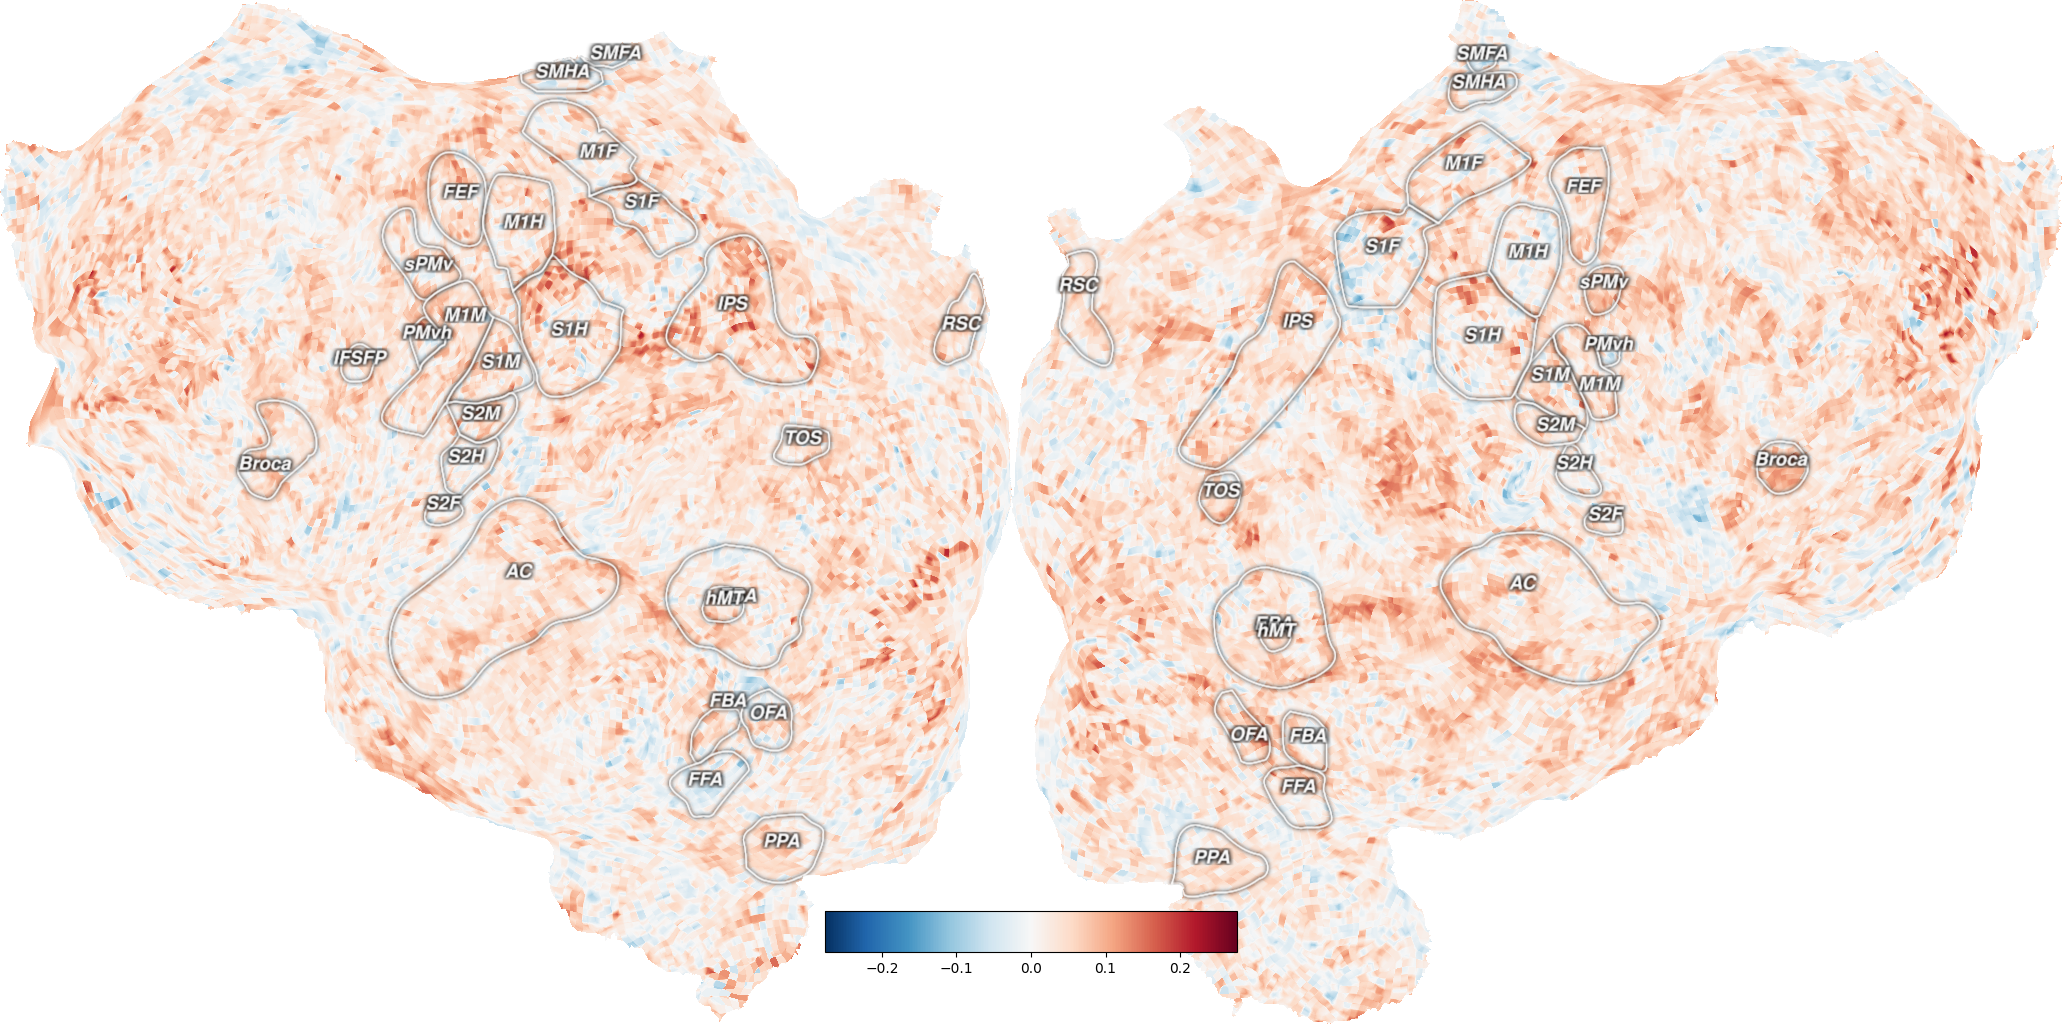 SMFA
SMHA
M1F
FEF
M1H
S1F
sPMv
IPS
M1M
PMvh
S1H
RSC
IFSFP
S1M
S2M
TOS
Broca
S2H
S2F
AC
hMT
FBA
OFA
FFA
PPA
SMFA
SMHA
M1F
FEF
S1F
M1H
RSC
sPMv
IPS
S1H
PMvh
S1M
M1M
S2M
Broca
S2H
TOS
S2F
AC
hMT
OFA
FBA
FFA
PPA
−0.2 −0.1 0.0 0.1 0.2